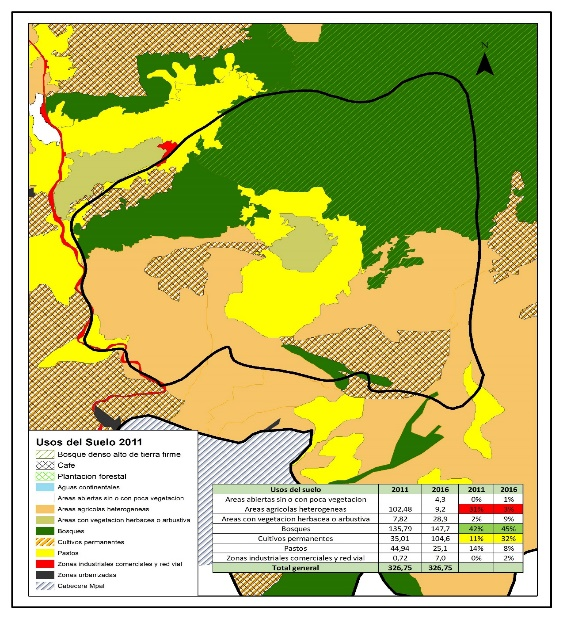 N
Usos del Suelo 2011
Bosque denso alto de tierra firme
Cafe
Plantacion forestal
Aguas continentales
Areas abiertas sin o con poca vegetacion
Areas agricolas heterogeneas
Areas con vegetacion herbacea o arbustiva
Bosques
Cultivos permanentes
Pastos
Zonas industriales comerciales y red vial
Zonas urbanizadas
Cabecera Mpal
Usos del suelo 2011 2016 2011 2016
Areas abiertas sin o con poca vegetacion 4,3 0% 1%
Areas agricolas heterogeneas 102,48 9,2 31% 3%
Areas con vegetacion herbacea o arbustiva 7,82 28,9 2% 9%
Bosques 135,79 147,7 42% 45%
Cultivos permanentes 35,01 104,6 11% 32%
Pastos 44,94 25,1 14% 8%
Zonas industriales comerciales y red vial 0,72 7,0 0% 2%
Total general 326,75 326,75